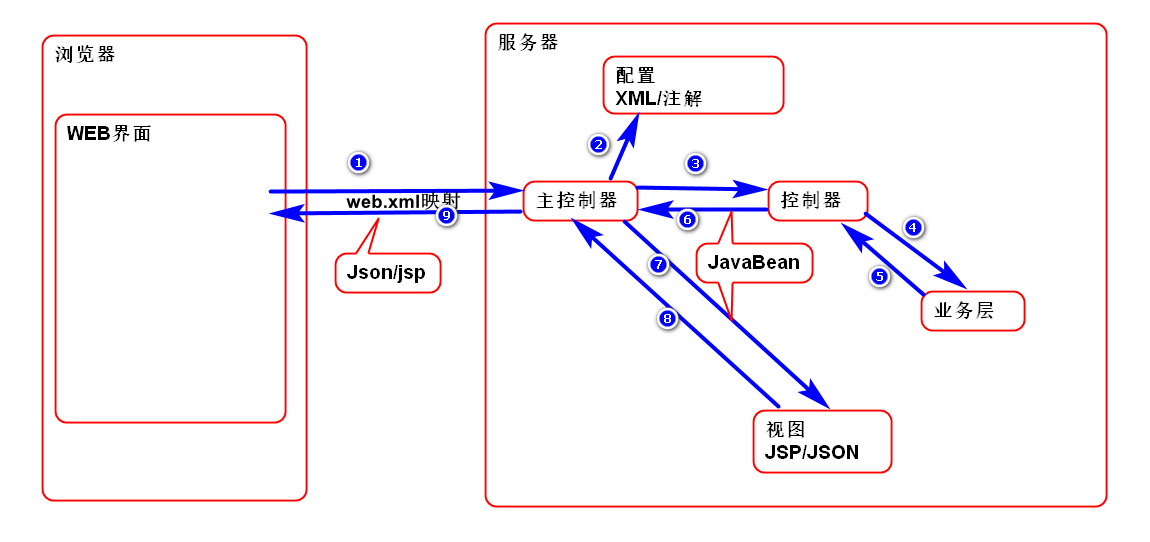 浏览器
WEB界面
服务器
配置
XML/注解
1
2
3
web.xml映射
9
主控制器
6
控制器
4
Json/jsp
7
JavaBean
5
8
业务层
视图
JSP/JSON